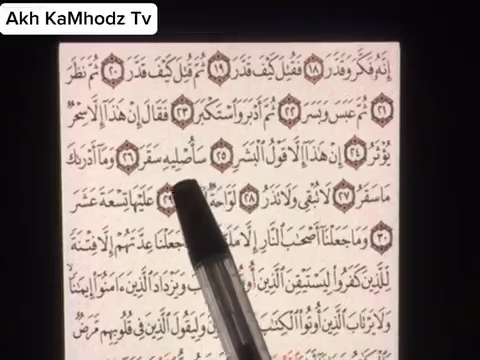 Akh KaMhodz Tv
إِنَّهُ فَكَّرَ وَقَدَّرَ ١٨ فَقُتِلَ كَيْفَ قَدَّرَ ١٩ ثُمَّ قُتِلَ كَيْفَ قَدَّرَ ٢٠ ثُمَّ نَظَرَ
٢١ ثُمَّ عَبَسَ وَبَسَرَ ٢٢ ثُمَّ أَدْبَرَ وَٱسْتَكْبَرَ ٢٣ فَقَالَ إِنْ هَٰذَآ إِلَّا سِحْرٌ
يُؤْثَرُ ٢٤ إِنْ هَٰذَآ إِلَّا قَوْلُ ٱلْبَشَرِ ٢٥ سَأُصْلِيهِ سَقَرَ ٢٦ وَمَآ أَدْرَىٰكَ
مَا سَقَرُ ٢٧ لَا تُبْقِى وَلَا تَذَرُ ٢٨ لَوَّاحَةٌ ٢٩ عَلَيْهَا تِسْعَةَ عَشَرَ
٣٠ وَمَا جَعَلْنَآ أَصْحَٰبَ ٱلنَّارِ إِلَّا جَعَلْنَا عِدَّتَهُمْ إِلَّا فِتْنَةً
لِّلَّذِينَ كَفَرُوا۟ لِيَسْتَيْقِنَ ٱلَّذِينَ وَيَزْدَادَ ٱلَّذِينَ ءَامَنُوٓا۟ إِيمَٰنًا
وَلَا يَرْتَابَ ٱلَّذِينَ أُوتُوا۟ ٱلْكِتَٰبَ وَلِيَقُولَ ٱلَّذِينَ فِى قُلُوبِهِم مَّرَضٌ